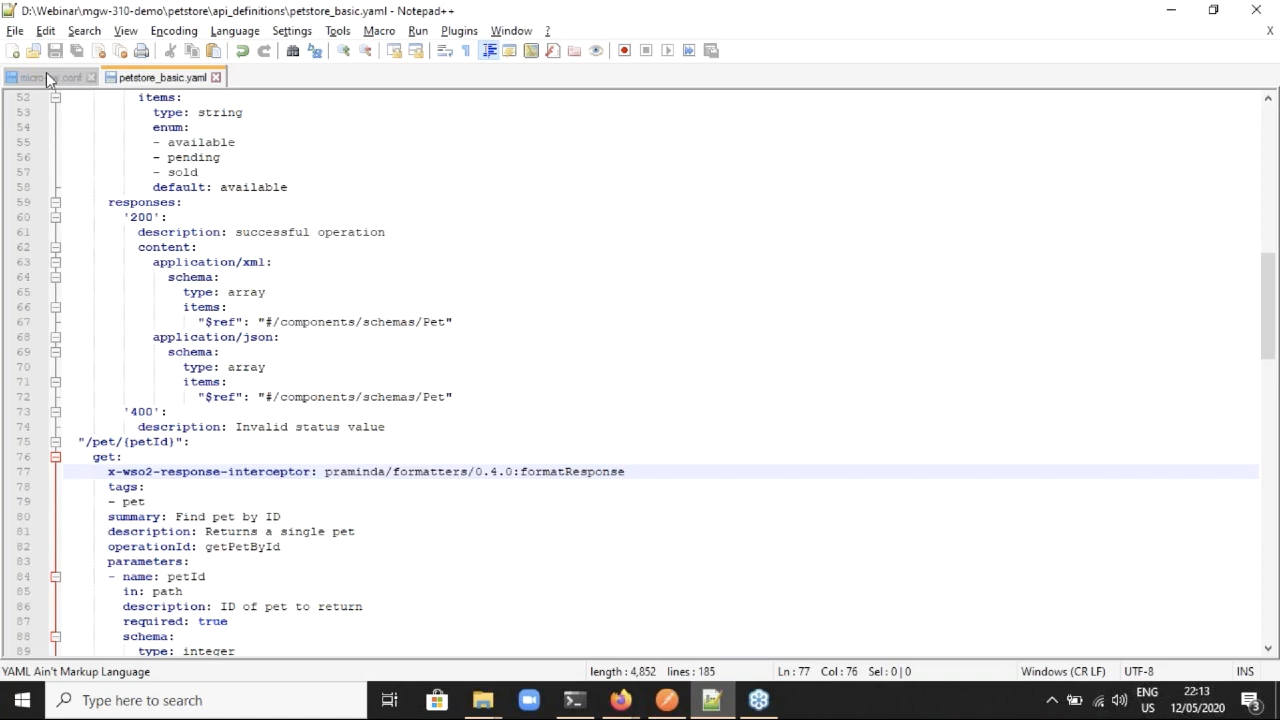 D:\Webinar\mgw-310-demo\petstore\api_definitions\petstore_basic.yaml - Notepad++
File Edit Search View Encoding Language Settings Tools Macro Run Plugins Window ? X
petstore_basic.yaml
52 items:
53 type: string
54 enum:
55 - available
56 - pending
57 - sold
58 default: available
59 responses:
60 '200':
61 description: successful operation
62 content:
63 application/xml:
64 schema:
65 type: array
66 items:
67 "$ref": "#/components/schemas/Pet"
68 application/json:
69 schema:
70 type: array
71 items:
72 "$ref": "#/components/schemas/Pet"
73 '400':
74 description: Invalid status value
75 "/pet/{petId}":
76 get:
77 x-wso2-response-interceptor: praminda/formatters/0.4.0:formatResponse
78 tags:
79 - pet
80 summary: Find pet by ID
81 description: Returns a single pet
82 operationId: getPetById
83 parameters:
84 - name: petId
85 in: path
86 description: ID of pet to return
87 required: true
88 schema:
89 type: integer
YAML Ain't Markup Language length : 4,852 lines : 185 Ln : 77 Col : 76 Sel : 0 | 0 Windows (CR LF) UTF-8 INS
Type here to search
ENG
US
22:13
12/05/2020
3